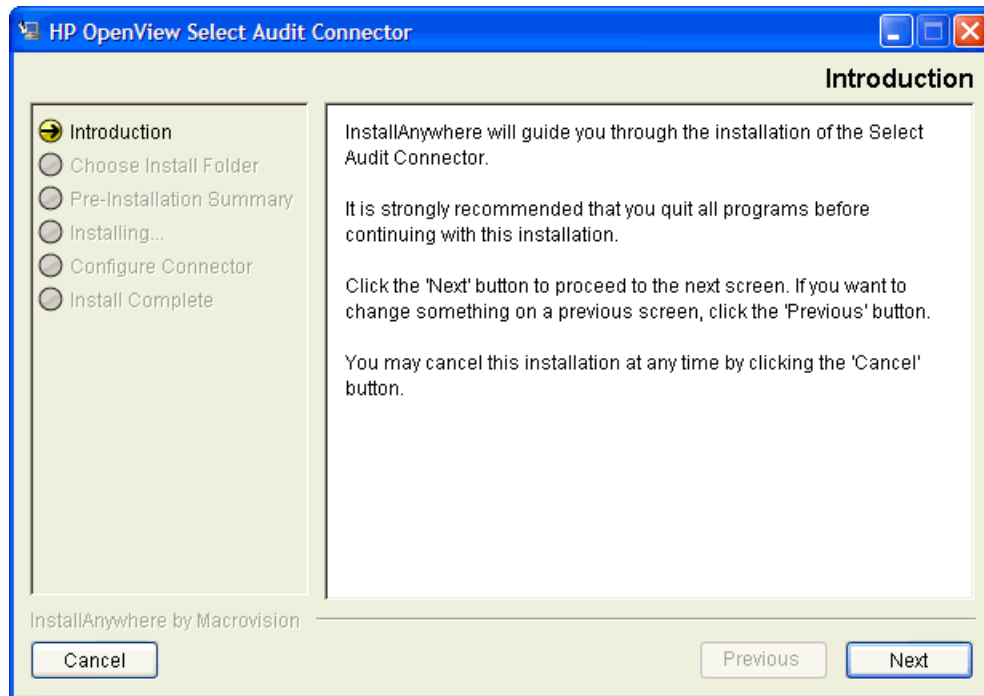 HP OpenView Select Audit Connector
Introduction
Introduction
Choose Install Folder
Pre-Installation Summary
Installing...
Configure Connector
Install Complete
InstallAnywhere will guide you through the installation of the Select
Audit Connector.
It is strongly recommended that you quit all programs before
continuing with this installation.
Click the 'Next' button to proceed to the next screen. If you want to
change something on a previous screen, click the 'Previous' button.
You may cancel this installation at any time by clicking the 'Cancel'
button.
InstallAnywhere by Macrovision
Cancel
Previous
Next